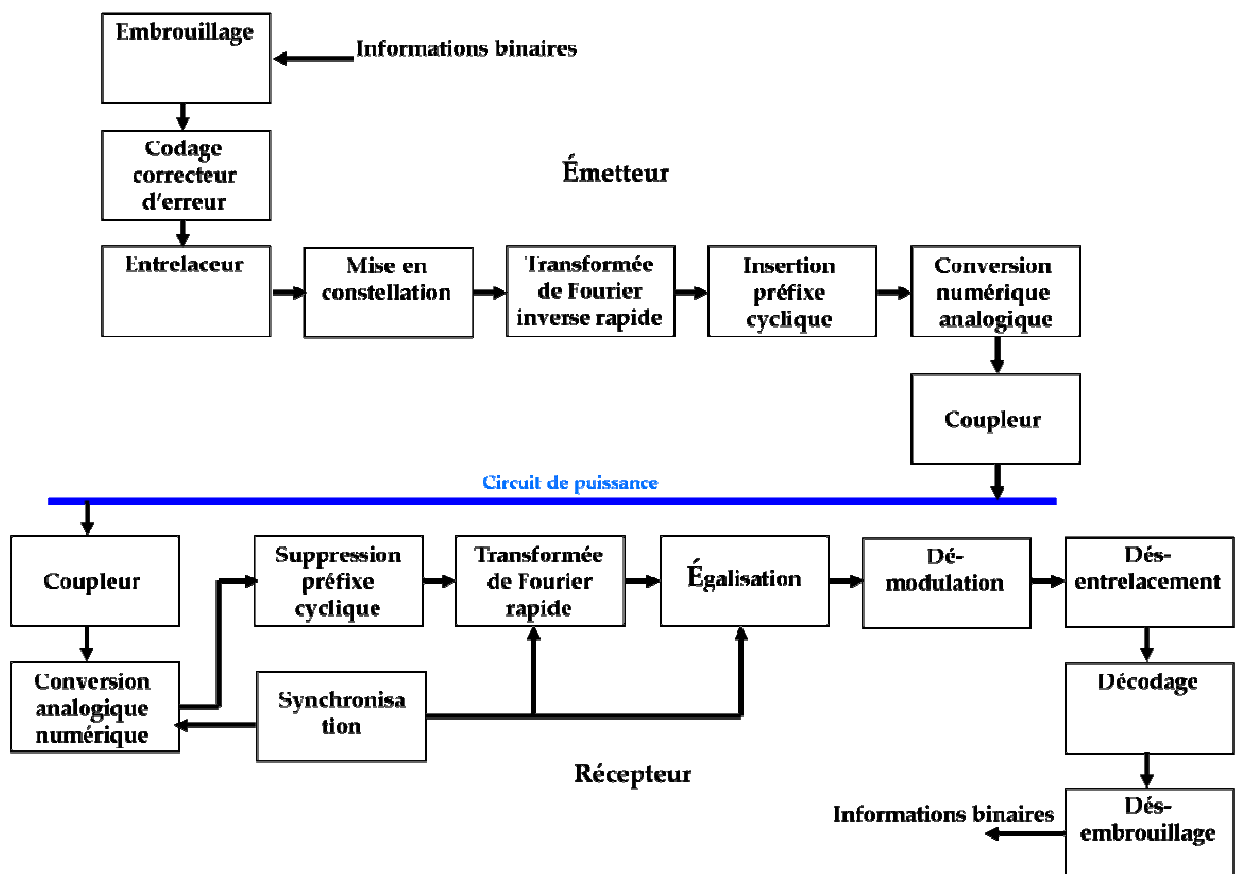 Embrouillage
Informations binaires
Codage
correcteur
d'erreur
Émetteur
Entrelaceur
Mise en
constellation
Transformée
de Fourier
inverse rapide
Insertion
préfixe
cyclique
Conversion
numérique
analogique
Coupleur
Circuit de puissance
Coupleur
Suppression
préfixe
cyclique
Transformée
de Fourier
rapide
Égalisation
Dé-
modulation
Dés-
entrelacement
Conversion
analogique
numérique
Synchronisa
tion
Décodage
Récepteur
Informations binaires
Dés-
embrouillage